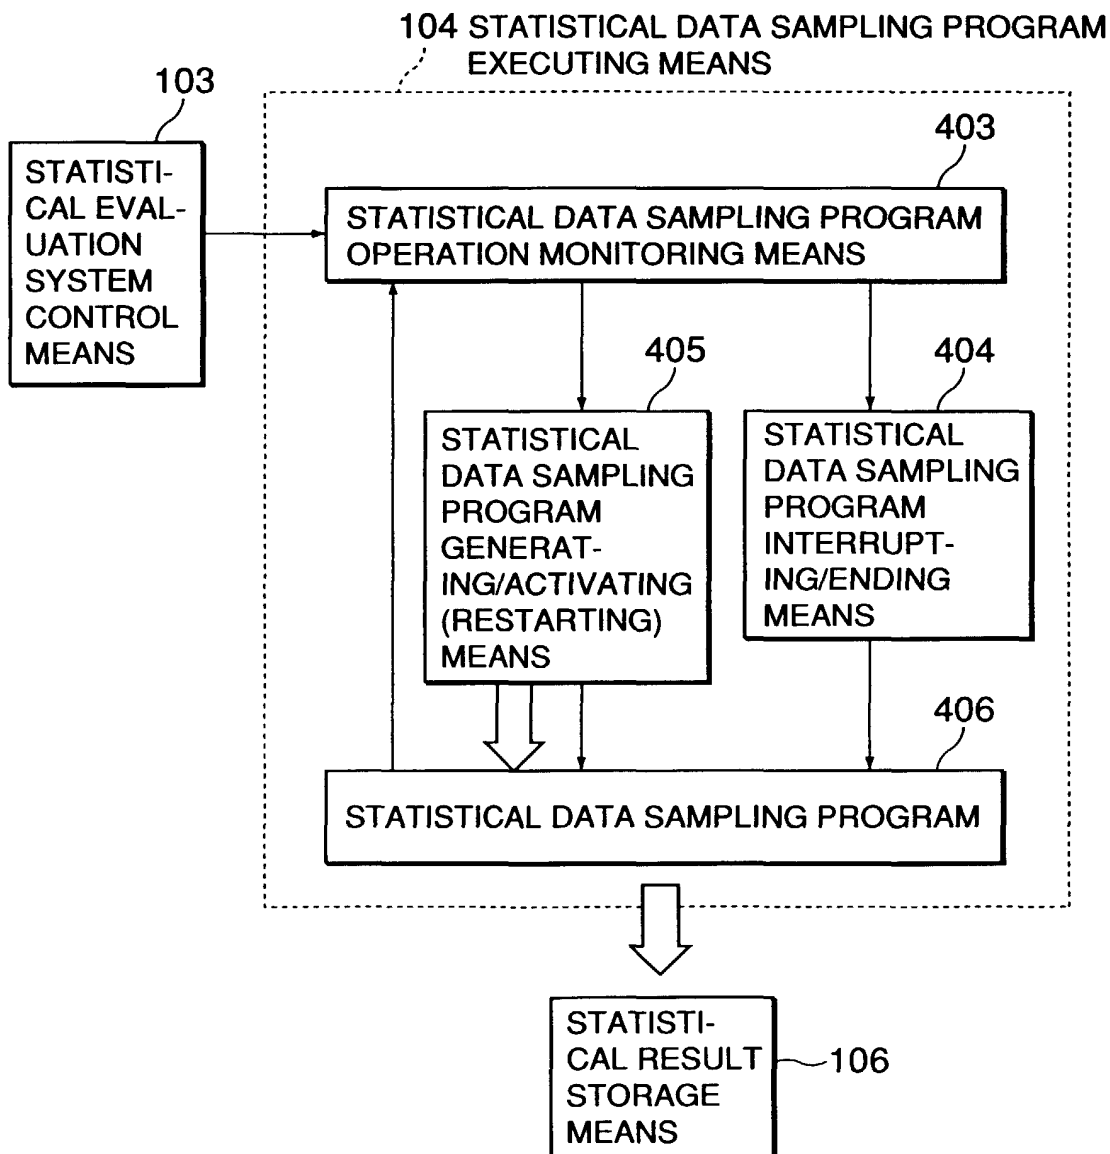 104 STATISTICAL DATA SAMPLING PROGRAM
EXECUTING MEANS
103
STATISTI-
CAL EVAL-
UATION
SYSTEM
CONTROL
MEANS
403
STATISTICAL DATA SAMPLING PROGRAM
OPERATION MONITORING MEANS
405
STATISTICAL
DATA SAMPLING
PROGRAM
GENERAT-
ING/ACTIVATING
(RESTARTING)
MEANS
404
STATISTICAL
DATA SAMPLING
PROGRAM
INTERRUPT-
ING/ENDING
MEANS
406
STATISTICAL DATA SAMPLING PROGRAM
STATISTI-
CAL RESULT
STORAGE
MEANS
106